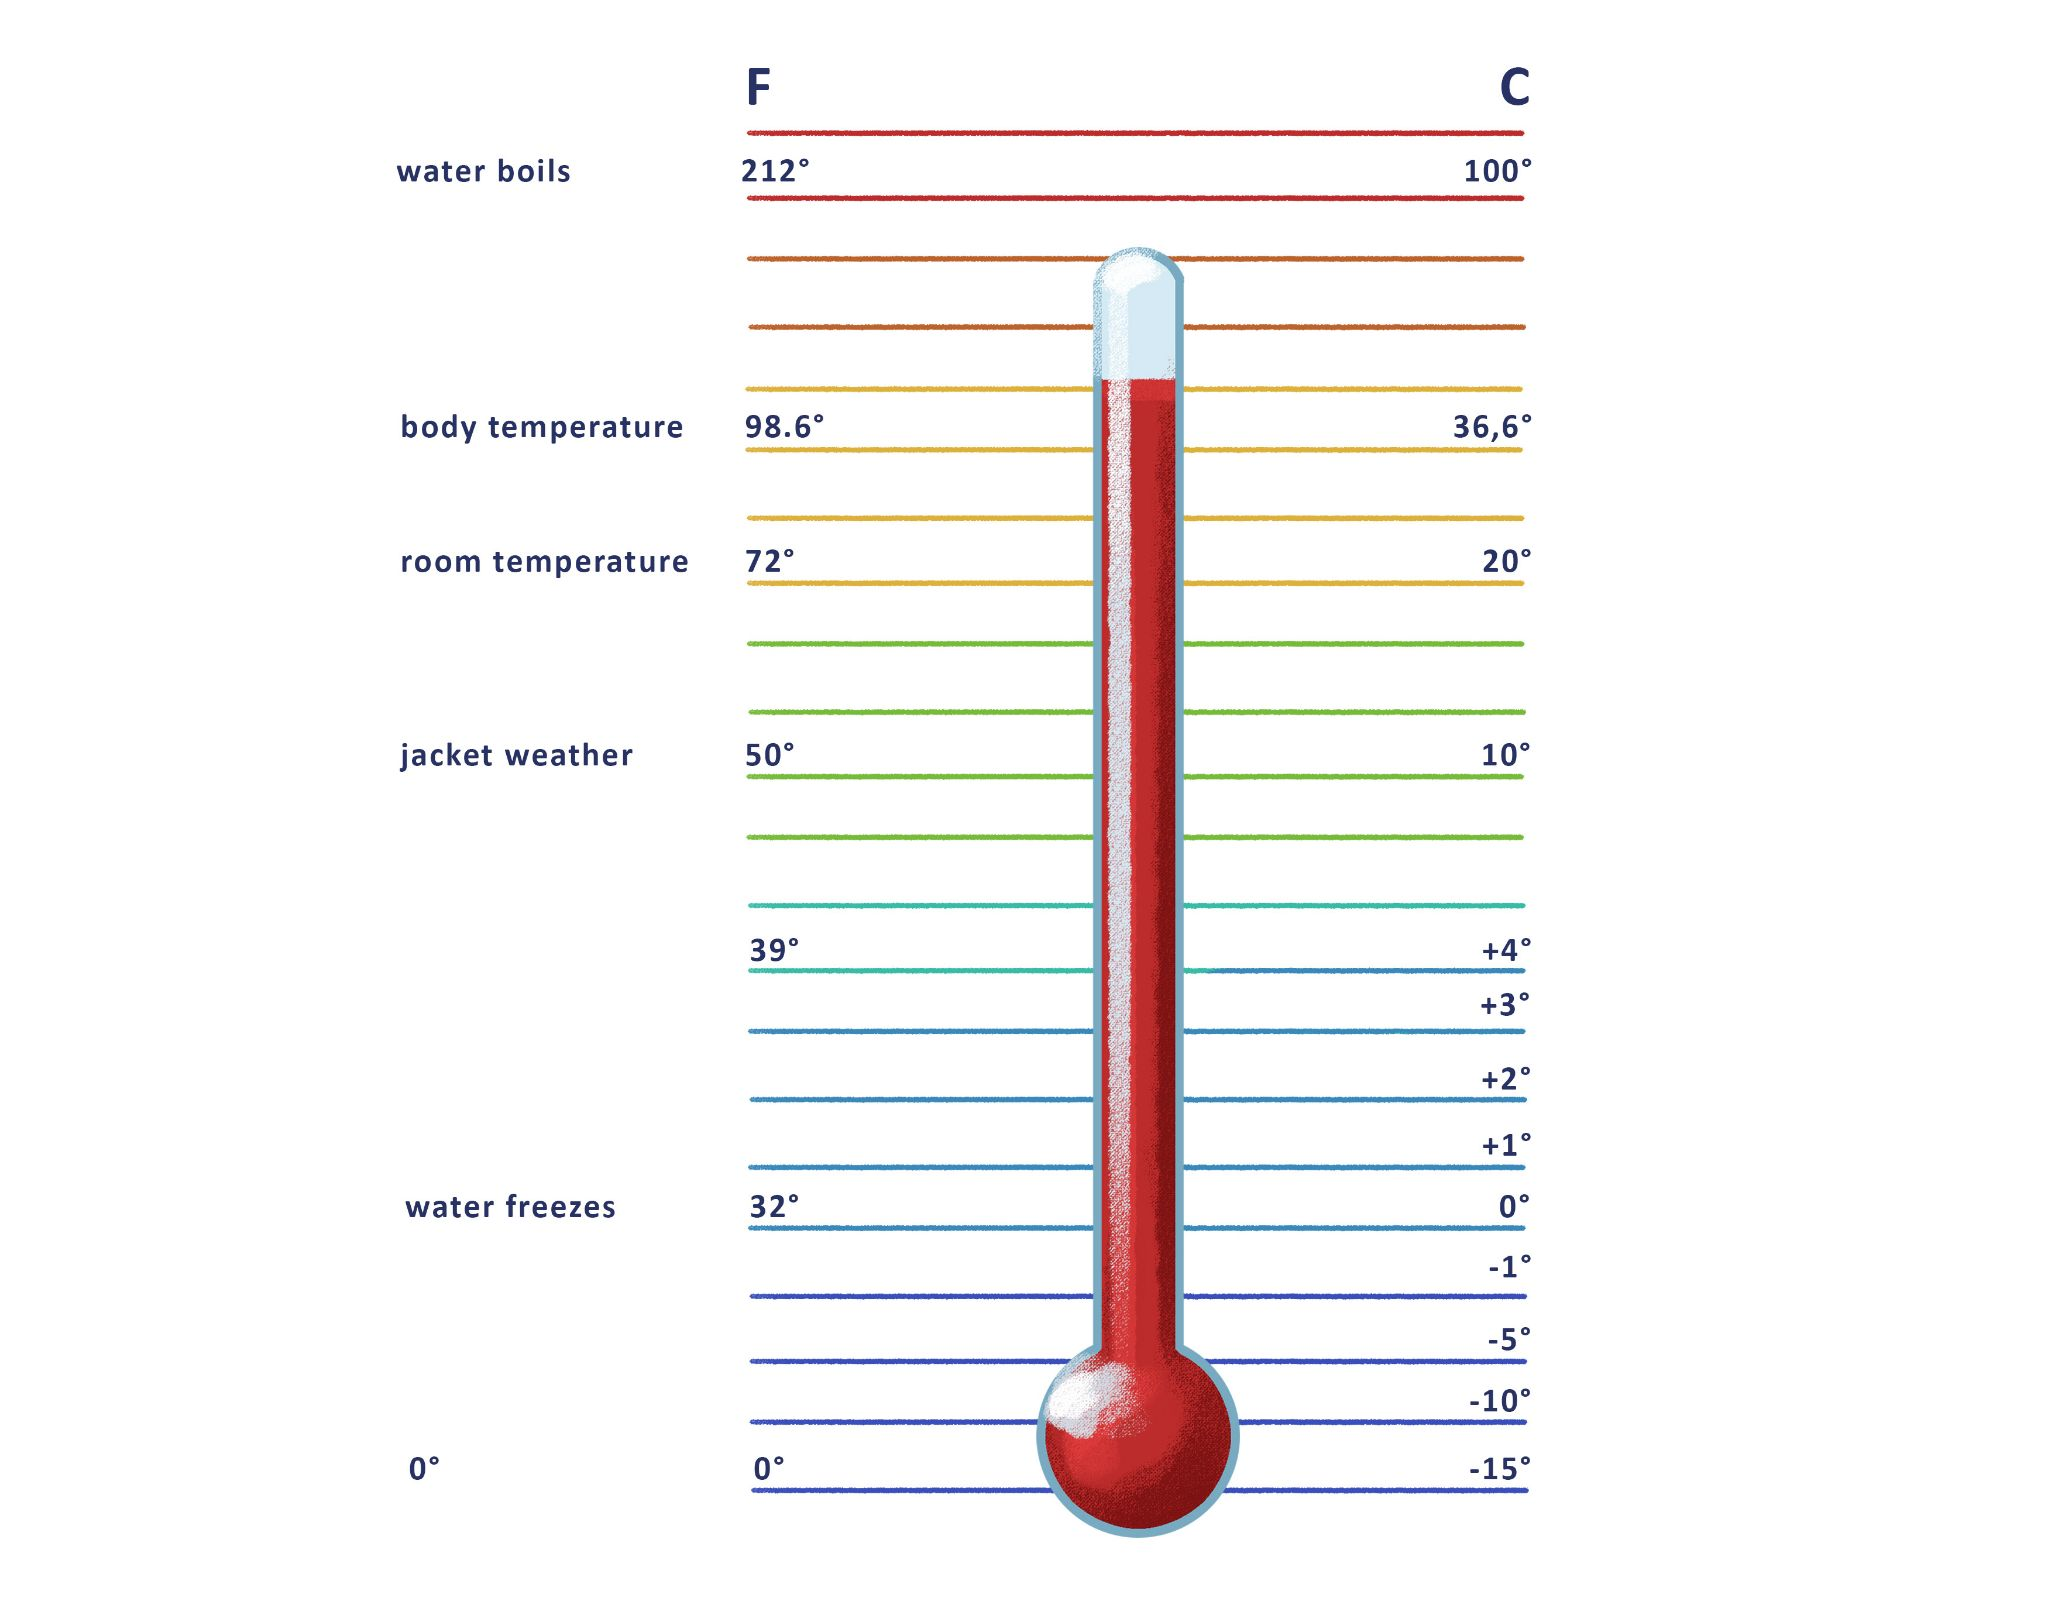 F C
water boils 212° 100°
body temperature 98.6° 36,6°
room temperature 72° 20°
jacket weather 50° 10°
39° +4°
+3°
+2°
+1°
water freezes 32° 0°
-1°
-5°
-10°
0° 0° -15°